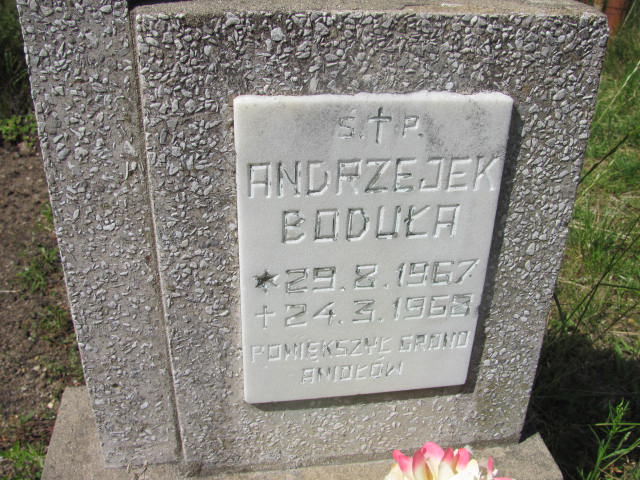 Ś.†P.
ANDRZEJEK
BODUŁA
★ 29.8.1967
† 24.3.1968
POWIĘKSZYŁ GRONO
ANIOŁÓW